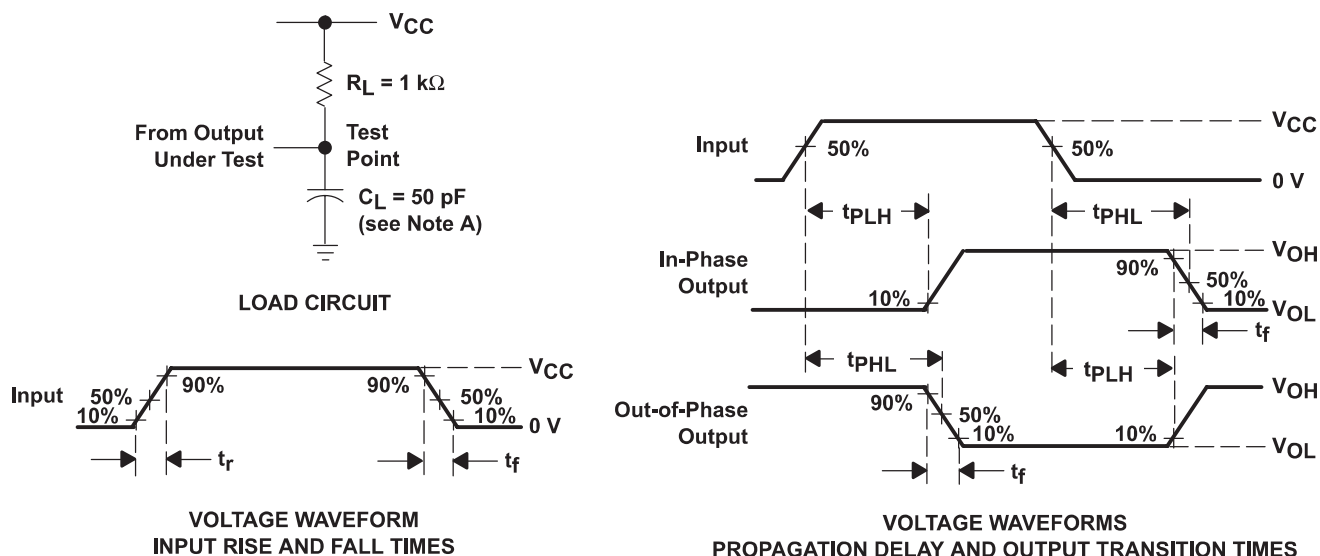 VCC
RL = 1 kΩ
From Output
Under Test
Test
Point
CL = 50 pF
(see Note A)
LOAD CIRCUIT
Input
50%
10%
90%
90%
50%
10%
VCC
0 V
tr
tf
VOLTAGE WAVEFORM
INPUT RISE AND FALL TIMES
Input
50%
50%
VCC
0 V
tPLH
tPHL
In-Phase
Output
10%
90%
50%
10%
VOH
VOL
tf
tPHL
tPLH
Out-of-Phase
Output
90%
50%
10%
10%
VOH
VOL
tf
VOLTAGE WAVEFORMS
PROPAGATION DELAY AND OUTPUT TRANSITION TIMES